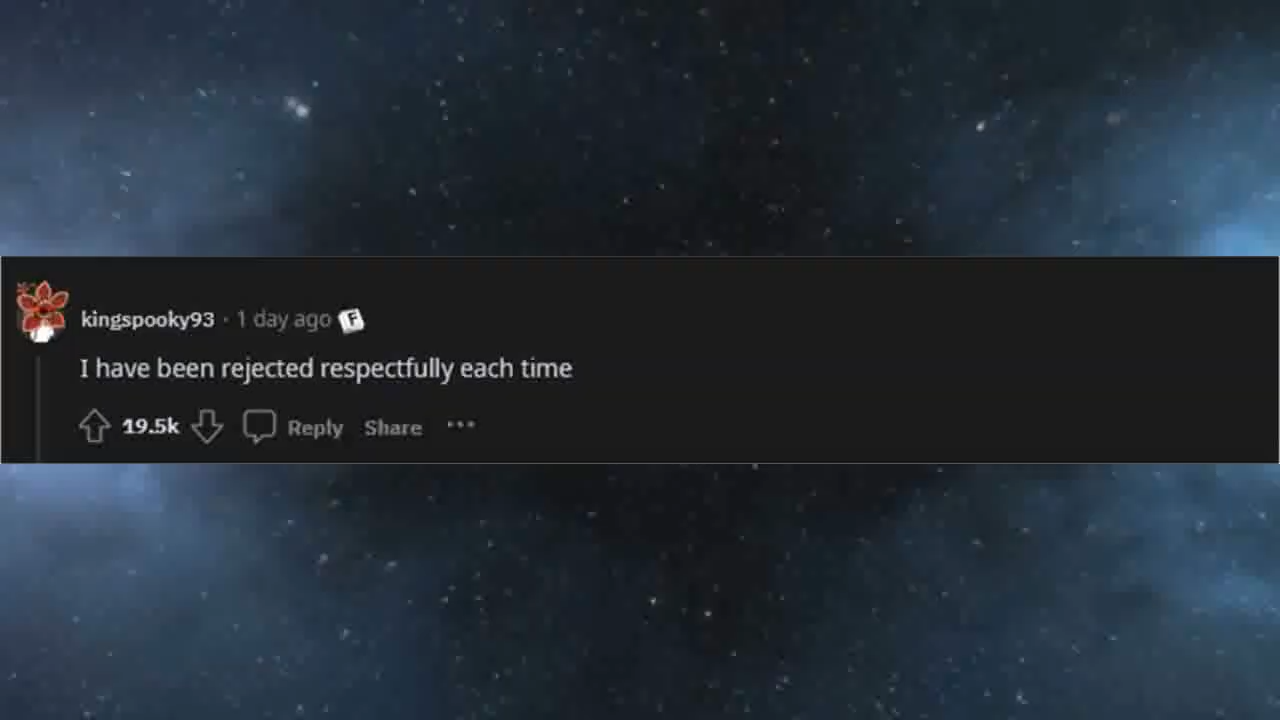 kingspooky93 · 1 day ago F
I have been rejected respectfully each time
19.5k Reply Share ···